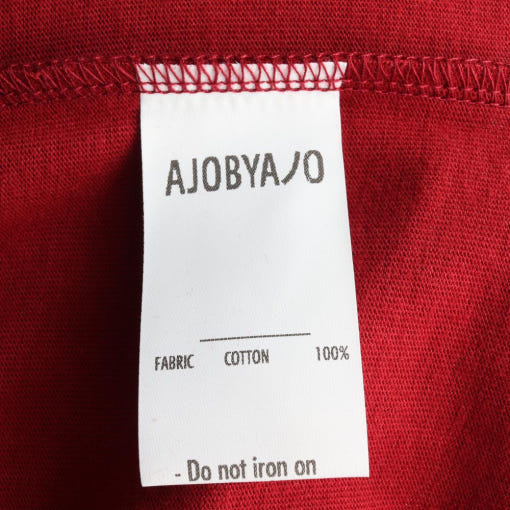 AJOBYAJO
FABRIC COTTON 100%
- Do not iron on